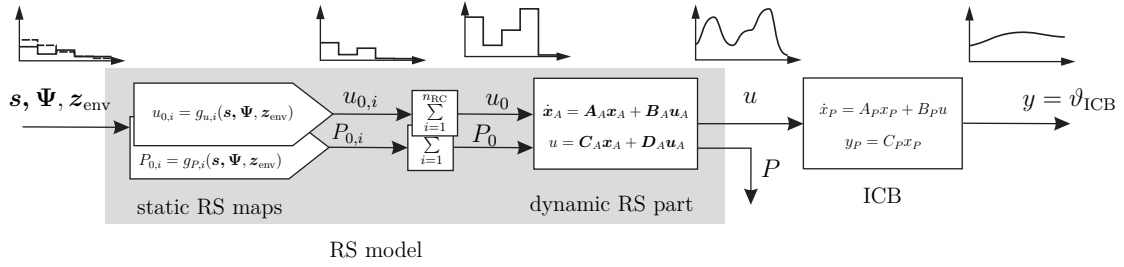 s, Ψ, z_env
u_{0,i} = g_{u,i}(s, Ψ, z_env)
P_{0,i} = g_{P,i}(s, Ψ, z_env)
static RS maps
u_{0,i}
P_{0,i}
n_RC
∑
i=1
∑
i=1
u_0
P_0
ẋ_A = A_A x_A + B_A u_A
u = C_A x_A + D_A u_A
dynamic RS part
RS model
u
P
ẋ_P = A_P x_P + B_P u
y_P = C_P x_P
ICB
y = ϑ_ICB